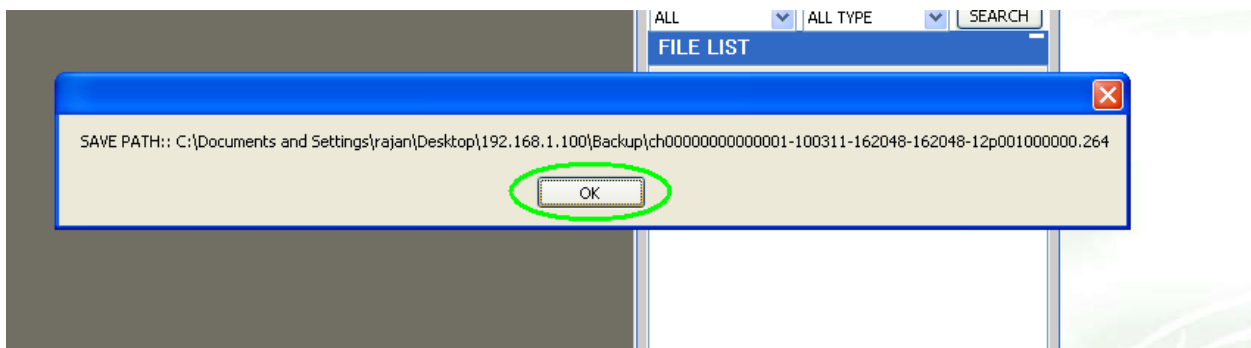 ALL ALL TYPE SEARCH
FILE LIST
SAVE PATH:: C:\Documents and Settings\rajan\Desktop\192.168.1.100\Backup\ch00000000000001-100311-162048-162048-12p001000000.264
OK